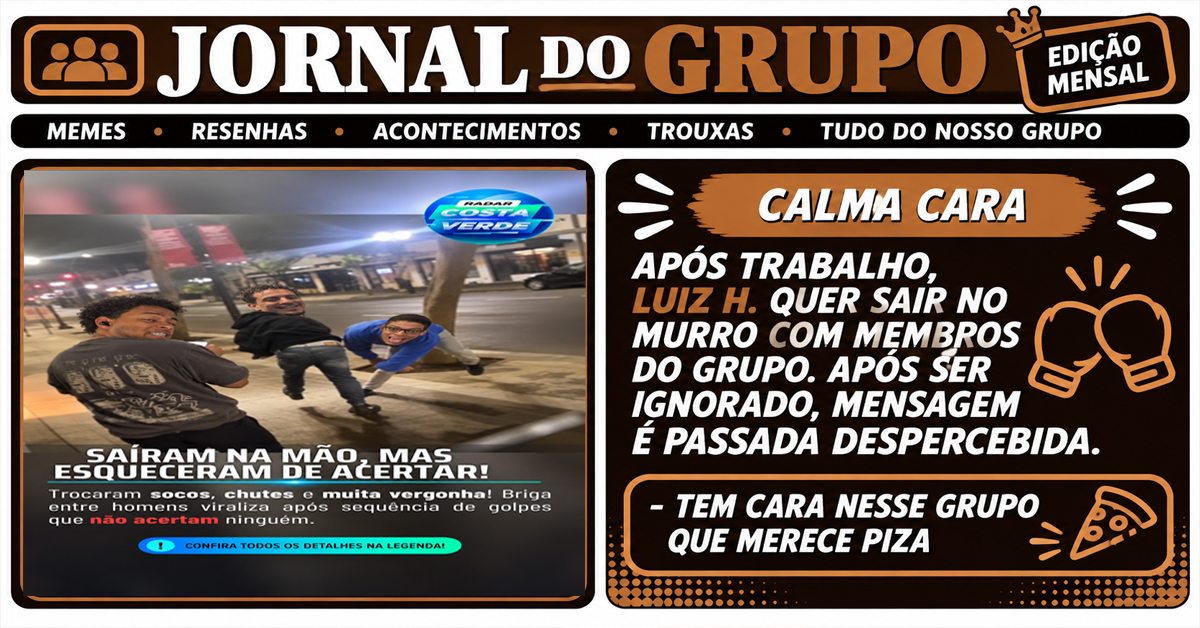 JORNAL DO GRUPO
EDIÇÃO
MENSAL
MEMES • RESENHAS • ACONTECIMENTOS • TROUXAS • TUDO DO NOSSO GRUPO
RADAR
COSTA
VERDE
SAÍRAM NA MÃO, MAS
ESQUECERAM DE ACERTAR!
Trocaram socos, chutes e muita vergonha! Briga
entre homens viraliza após sequência de golpes
que não acertam ninguém.
! CONFIRA TODOS OS DETALHES NA LEGENDA!
CALMA CARA
APÓS TRABALHO,
LUIZ H. QUER SAIR NO
MURRO COM MEMBROS
DO GRUPO. APÓS SER
IGNORADO, MENSAGEM
É PASSADA DESPERCEBIDA.
- TEM CARA NESSE GRUPO
QUE MERECE PIZA